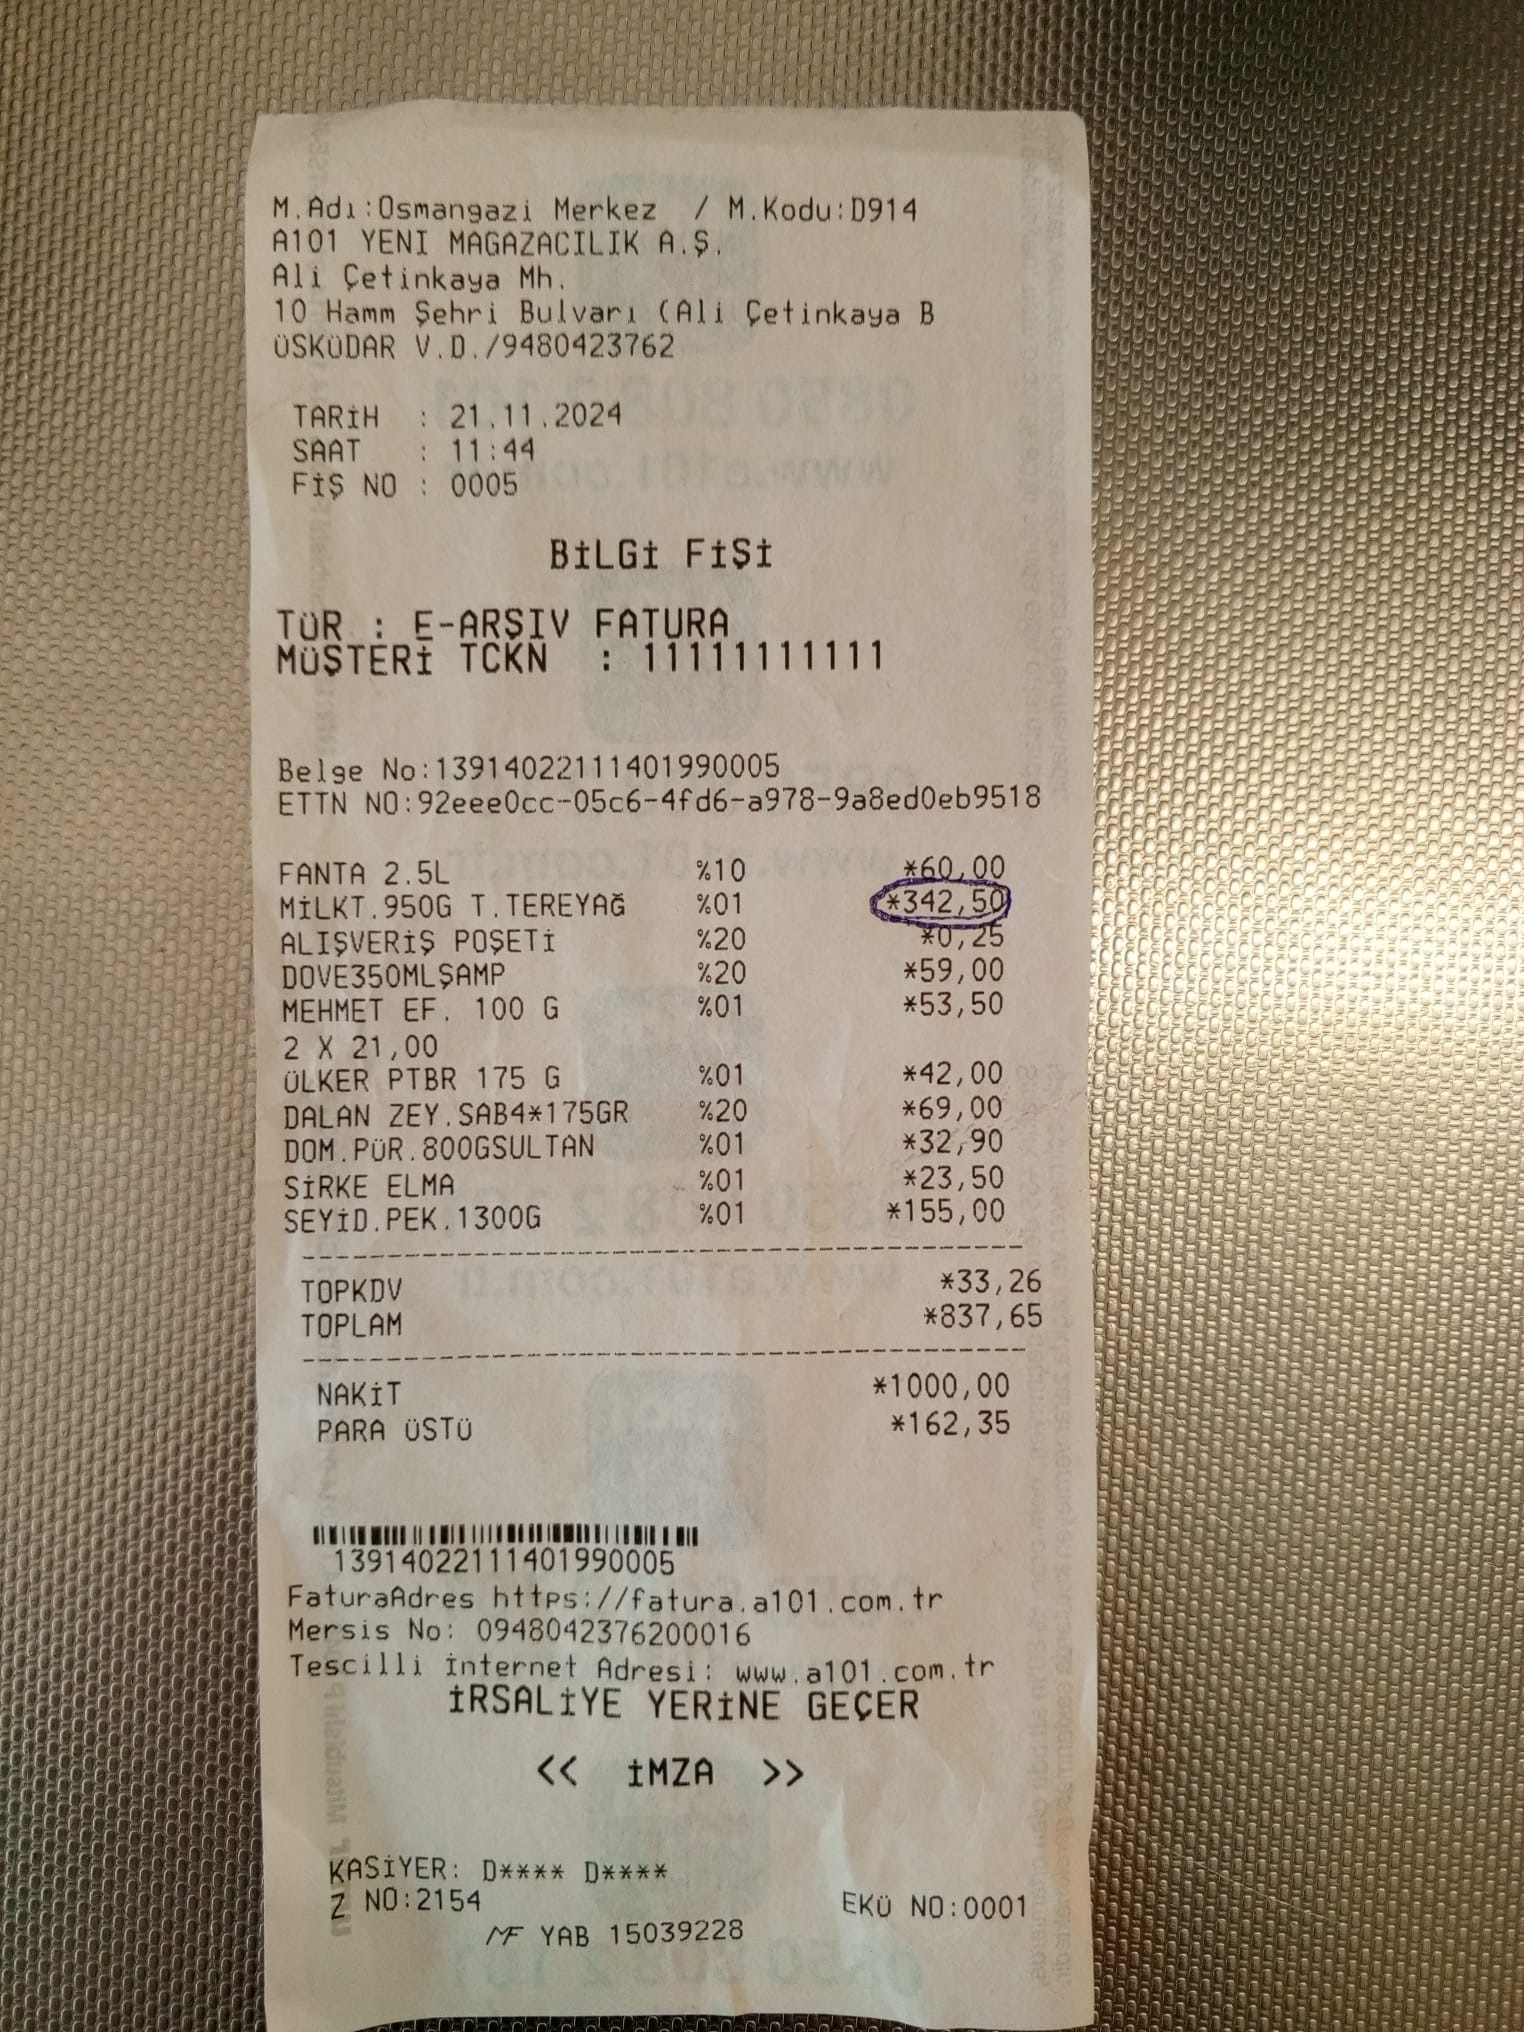 M.Adı:Osmangazi Merkez / M.Kodu:D914
A101 YENI MAGAZACILIK A.Ş.
Ali Çetinkaya Mh.
10 Hamm Şehri Bulvarı (Ali Çetinkaya B
ÜSKÜDAR V.D./9480423762
TARİH : 21.11.2024
SAAT : 11:44
FİŞ NO : 0005
BİLGİ FİŞİ
TÜR : E-ARŞIV FATURA
MÜŞTERİ TCKN : 11111111111
Belge No:13914022111401990005
ETTN NO:92eee0cc-05c6-4fd6-a978-9a8ed0eb9518
FANTA 2.5L %10 *60,00
MİLKT.950G T.TEREYAĞ %01 *342,50
ALIŞVERİŞ POŞETİ %20 *0,25
DOVE350MLŞAMP %20 *59,00
MEHMET EF. 100 G %01 *53,50
2 X 21,00
ÜLKER PTBR 175 G %01 *42,00
DALAN ZEY.SAB4*175GR %20 *69,00
DOM.PÜR.800GSULTAN %01 *32,90
SİRKE ELMA %01 *23,50
SEYİD.PEK.1300G %01 *155,00
TOPKDV *33,26
TOPLAM *837,65
NAKİT *1000,00
PARA ÜSTÜ *162,35
13914022111401990005
FaturaAdres https://fatura.a101.com.tr
Mersis No: 0948042376200016
Tescilli İnternet Adresi: www.a101.com.tr
İRSALİYE YERİNE GEÇER
<< İMZA >>
KASİYER: D**** D****
Z NO:2154 EKÜ NO:0001
MF YAB 15039228